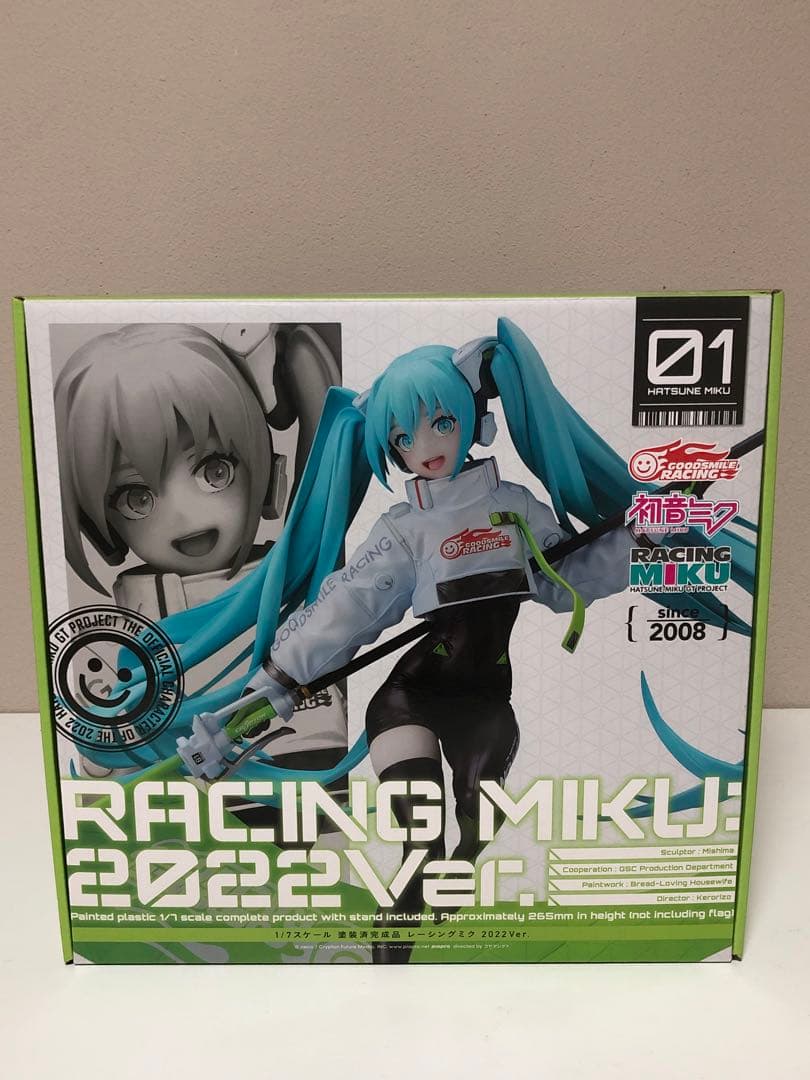 01
HATSUNE MIKU
GOODSMILE
RACING
初音ミク
HATSUNE MIKU
RACING
MIKU
HATSUNE MIKU GT PROJECT
{ since
2008 }
GOODSMILE
RACING
GOODSMILE RACING
GT PROJECT THE OFFICIAL CHARACTER OF THE 2022
RACING MIKU:
2022Ver.
Sculptor : Mishima
Cooperation : GSC Production Department
Paintwork : Bread-Loving Housewife
Director : Kerorizo
Painted plastic 1/7 scale complete product with stand included. Approximately 265mm in height (not including flag)
1/7スケール 塗装済完成品 レーシングミク 2022Ver.